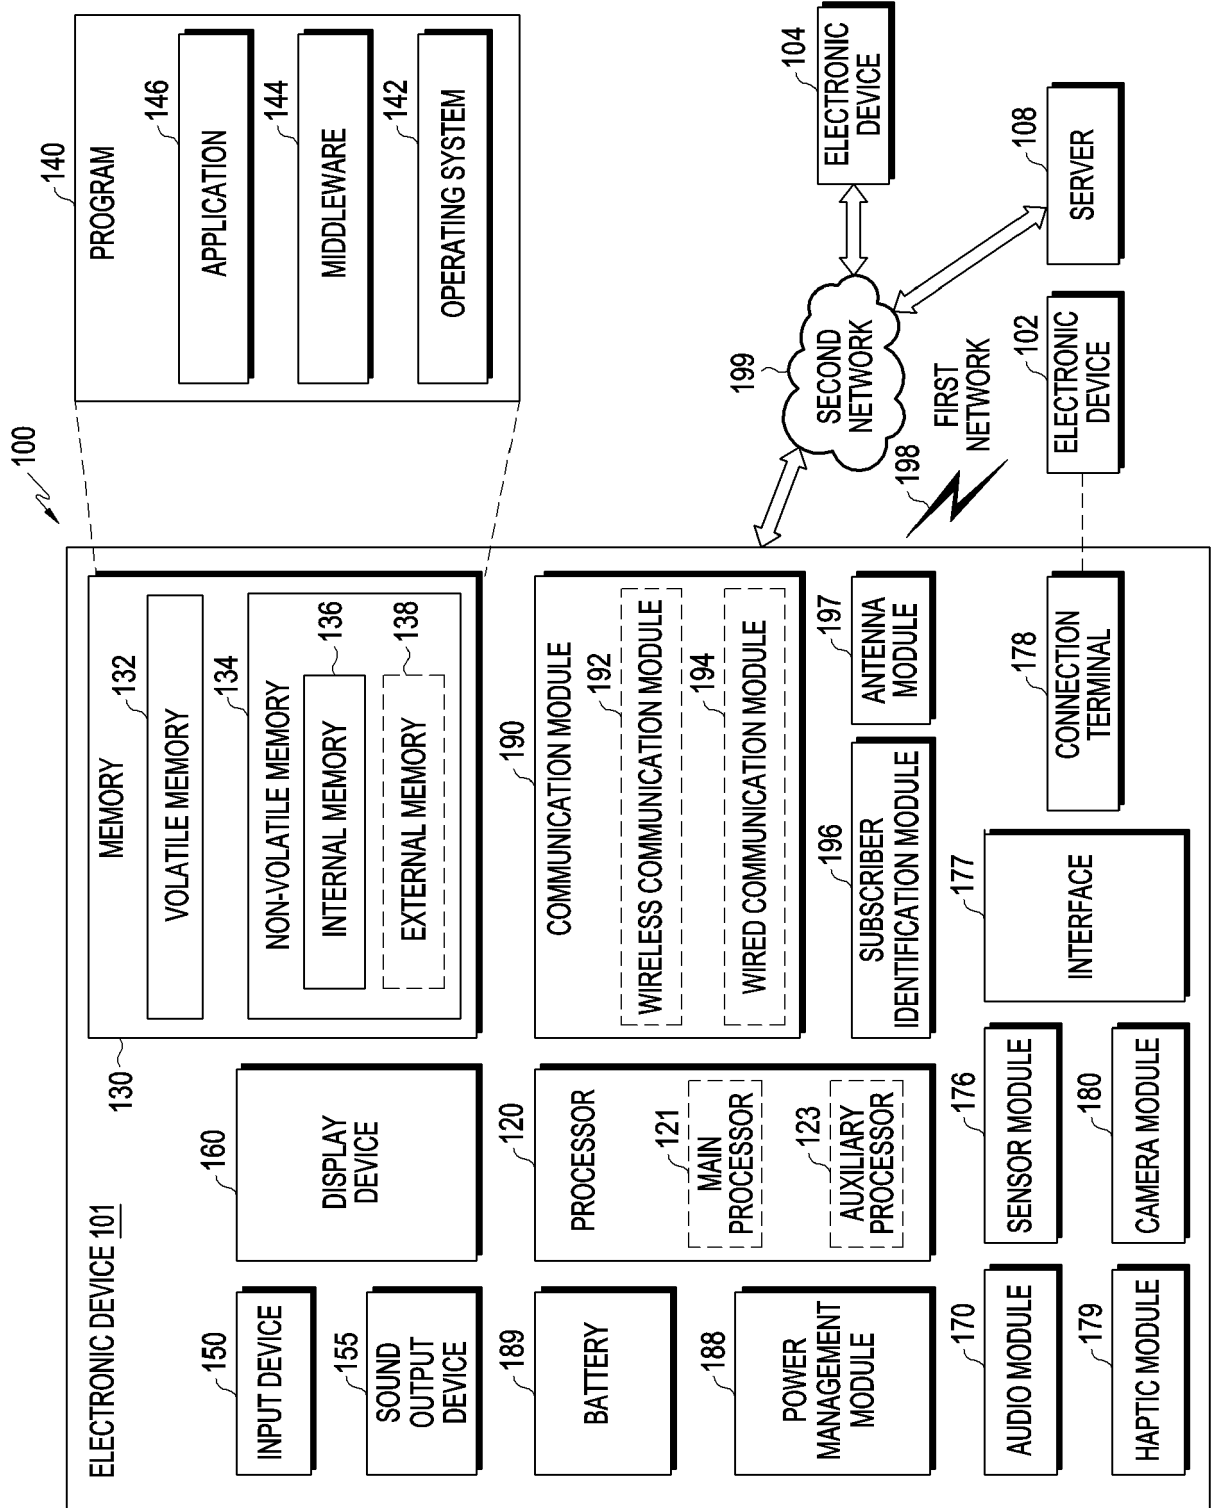 100
ELECTRONIC DEVICE 101
150
INPUT DEVICE
155
SOUND
OUTPUT
DEVICE
189
BATTERY
188
POWER
MANAGEMENT
MODULE
170
AUDIO MODULE
179
HAPTIC MODULE
160
DISPLAY
DEVICE
120
PROCESSOR
121
MAIN
PROCESSOR
123
AUXILIARY
PROCESSOR
176
SENSOR MODULE
180
CAMERA MODULE
130
MEMORY
132
VOLATILE MEMORY
134
NON-VOLATILE MEMORY
136
INTERNAL MEMORY
138
EXTERNAL MEMORY
190
COMMUNICATION MODULE
192
WIRELESS COMMUNICATION MODULE
194
WIRED COMMUNICATION MODULE
196
SUBSCRIBER
IDENTIFICATION MODULE
197
ANTENNA
MODULE
177
INTERFACE
178
CONNECTION
TERMINAL
140
PROGRAM
146
APPLICATION
144
MIDDLEWARE
142
OPERATING SYSTEM
199
SECOND
NETWORK
198
FIRST
NETWORK
104
ELECTRONIC
DEVICE
108
SERVER
102
ELECTRONIC
DEVICE